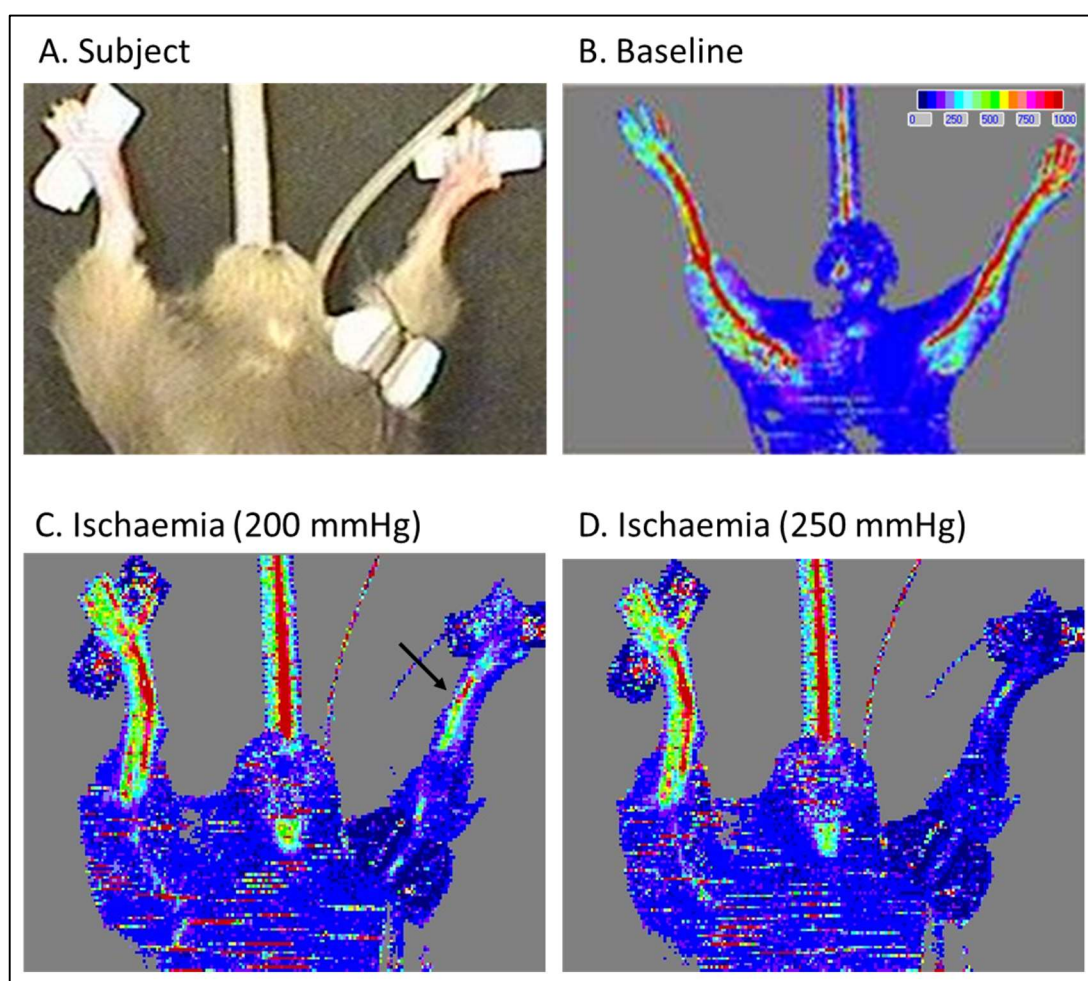 A. Subject
B. Baseline
0 250 500 750 1000
C. Ischaemia (200 mmHg)
D. Ischaemia (250 mmHg)